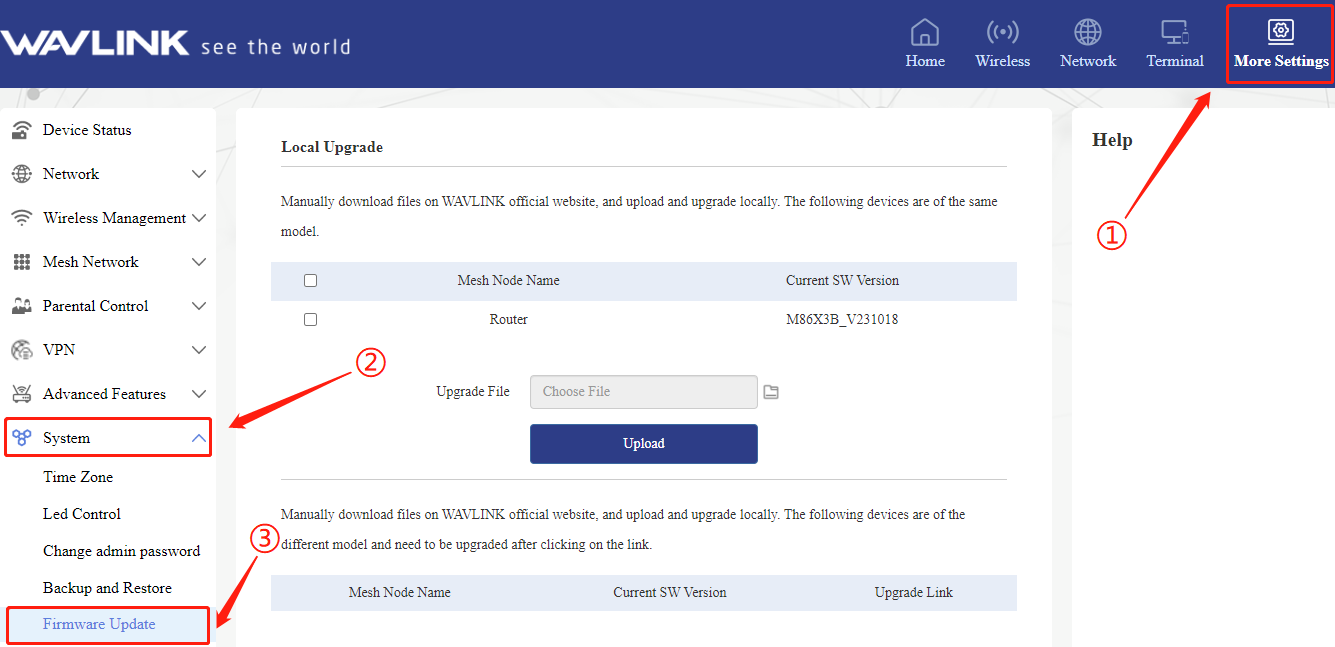 WAVLINK see the world
Home
Wireless
Network
Terminal
More Settings
①
Device Status
Network
Wireless Management
Mesh Network
Parental Control
VPN
Advanced Features
System
Time Zone
Led Control
Change admin password
Backup and Restore
Firmware Update
②
③
Local Upgrade
Manually download files on WAVLINK official website, and upload and upgrade locally. The following devices are of the same
model.
Mesh Node Name Current SW Version
Router M86X3B_V231018
Upgrade File Choose File
Upload
Manually download files on WAVLINK official website, and upload and upgrade locally. The following devices are of the
different model and need to be upgraded after clicking on the link.
Mesh Node Name Current SW Version Upgrade Link
Help